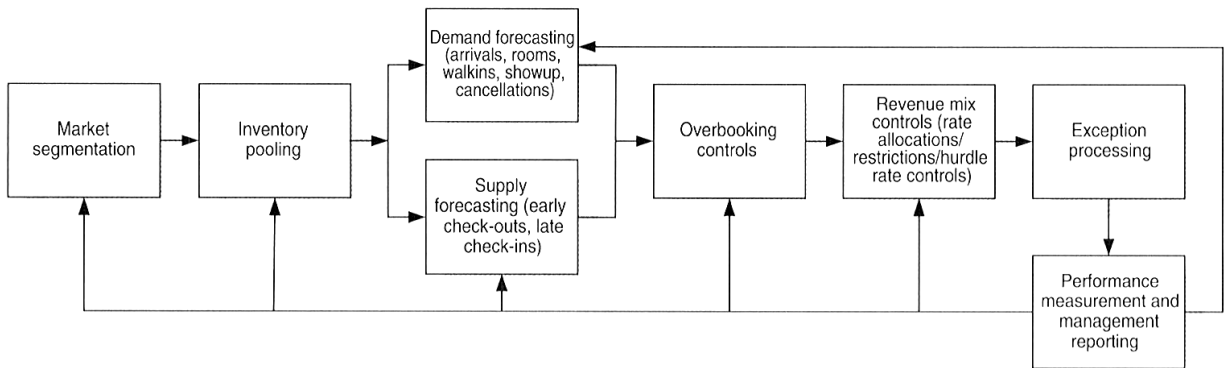 Market
segmentation
Inventory
pooling
Demand forecasting
(arrivals, rooms,
walkins, showup,
cancellations)
Supply
forecasting (early
check-outs, late
check-ins)
Overbooking
controls
Revenue mix
controls (rate
allocations/
restrictions/hurdle
rate controls)
Exception
processing
Performance
measurement and
management
reporting